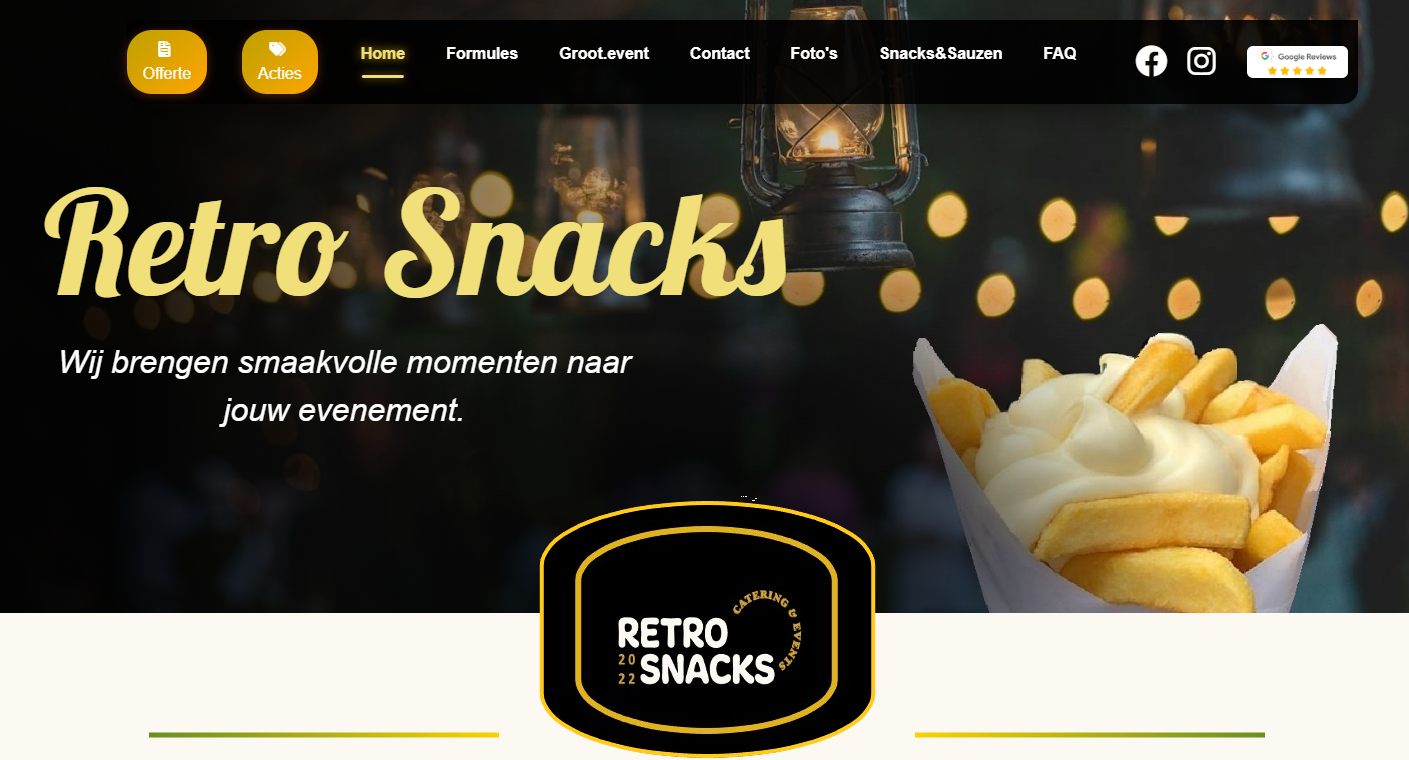 Offerte
Acties
Home
Formules
Groot.event
Contact
Foto's
Snacks&Sauzen
FAQ
Google Reviews
Retro Snacks
Wij brengen smaakvolle momenten naar
jouw evenement.
CATERING & EVENTS
RETRO
20
SNACKS
22